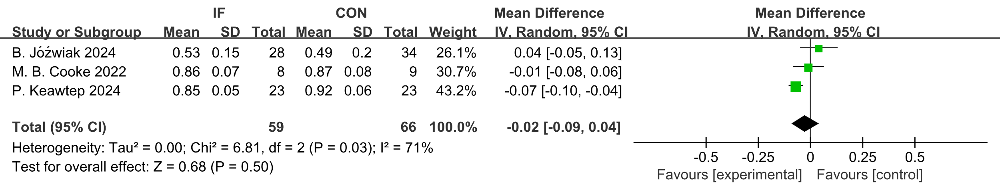 IF CON Mean Difference Mean Difference
Study or Subgroup Mean SD Total Mean SD Total Weight IV, Random, 95% CI IV, Random, 95% CI
B. Jóźwiak 2024 0.53 0.15 28 0.49 0.2 34 26.1% 0.04 [-0.05, 0.13]
M. B. Cooke 2022 0.86 0.07 8 0.87 0.08 9 30.7% -0.01 [-0.08, 0.06]
P. Keawtep 2024 0.85 0.05 23 0.92 0.06 23 43.2% -0.07 [-0.10, -0.04]
Total (95% CI) 59 66 100.0% -0.02 [-0.09, 0.04]
Heterogeneity: Tau² = 0.00; Chi² = 6.81, df = 2 (P = 0.03); I² = 71%
Test for overall effect: Z = 0.68 (P = 0.50)
-0.5 -0.25 0 0.25 0.5
Favours [experimental] Favours [control]